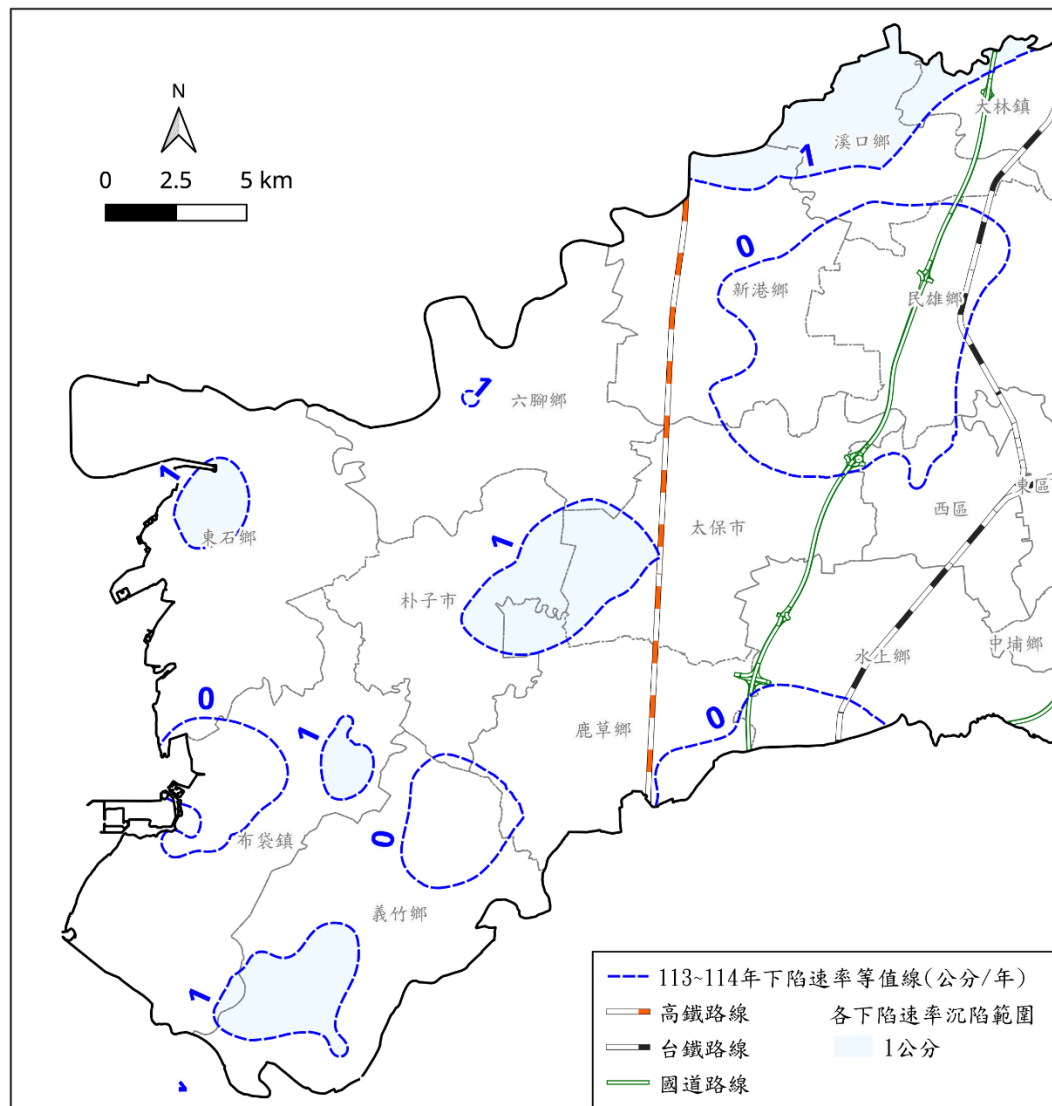 N
0 2.5 5 km
大林鎮
溪口鄉
1
0
新港鄉
民雄鄉
1
六腳鄉
1
東石鄉
東區
西區
太保市
1
朴子市
中埔鄉
水上鄉
0
鹿草鄉
0
1
0
布袋鎮
義竹鄉
1
113~114年下陷速率等值線(公分/年)
高鐵路線
各下陷速率沉陷範圍
台鐵路線
1公分
國道路線